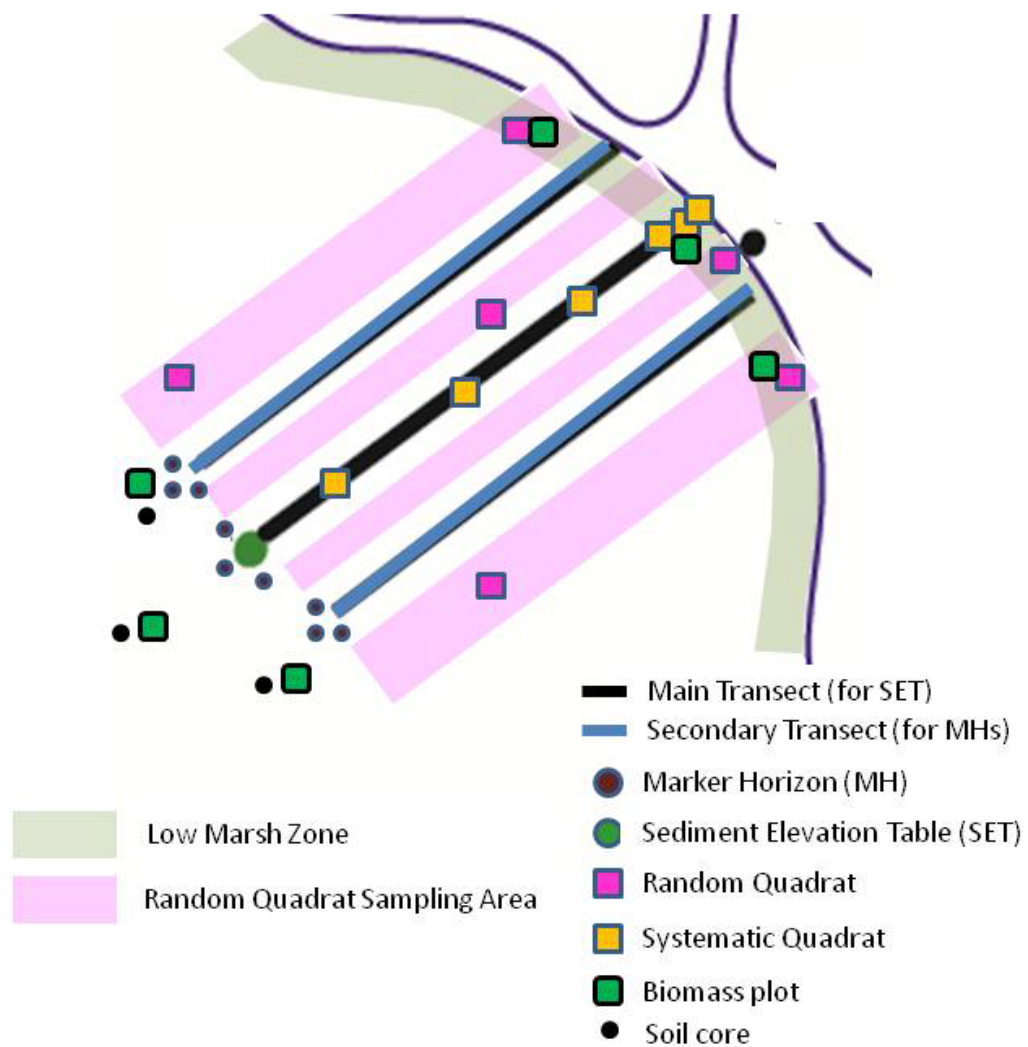 Main Transect (for SET)
Secondary Transect (for MHs)
Marker Horizon (MH)
Low Marsh Zone
Sediment Elevation Table (SET)
Random Quadrat Sampling Area
Random Quadrat
Systematic Quadrat
Biomass plot
Soil core